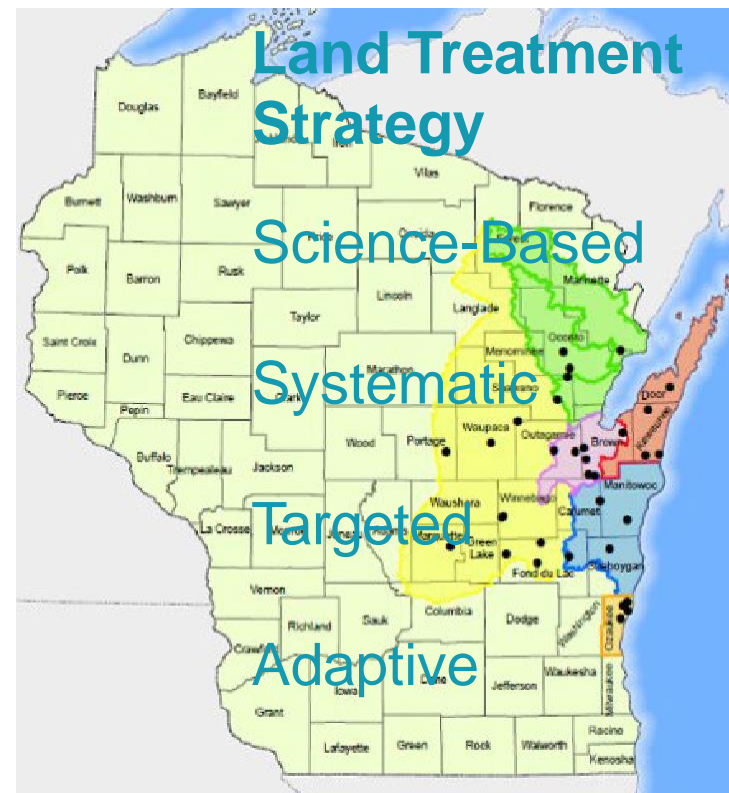 Land Treatment
Strategy
Science-Based
Systematic
Targeted
Adaptive
Douglas
Bayfield
Vilas
Burnett
Washburn
Sawyer
Florence
Polk
Barron
Rusk
Lincoln
Langlade
Marinette
Taylor
Oconto
Saint Croix
Dunn
Chippewa
Menominee
Marathon
Shawano
Door
Pierce
Pepin
Eau Claire
Clark
Wood
Portage
Waupaca
Outagamie
Brown
Kewaunee
Buffalo
Trempealeau
Jackson
Manitowoc
Waushara
Winnebago
Calumet
La Crosse
Monroe
Juneau
Marquette
Green
Lake
Fond du Lac
Sheboygan
Vernon
Columbia
Dodge
Washington
Ozaukee
Richland
Sauk
Crawford
Iowa
Dane
Jefferson
Waukesha
Milwaukee
Grant
Lafayette
Green
Rock
Walworth
Racine
Kenosha